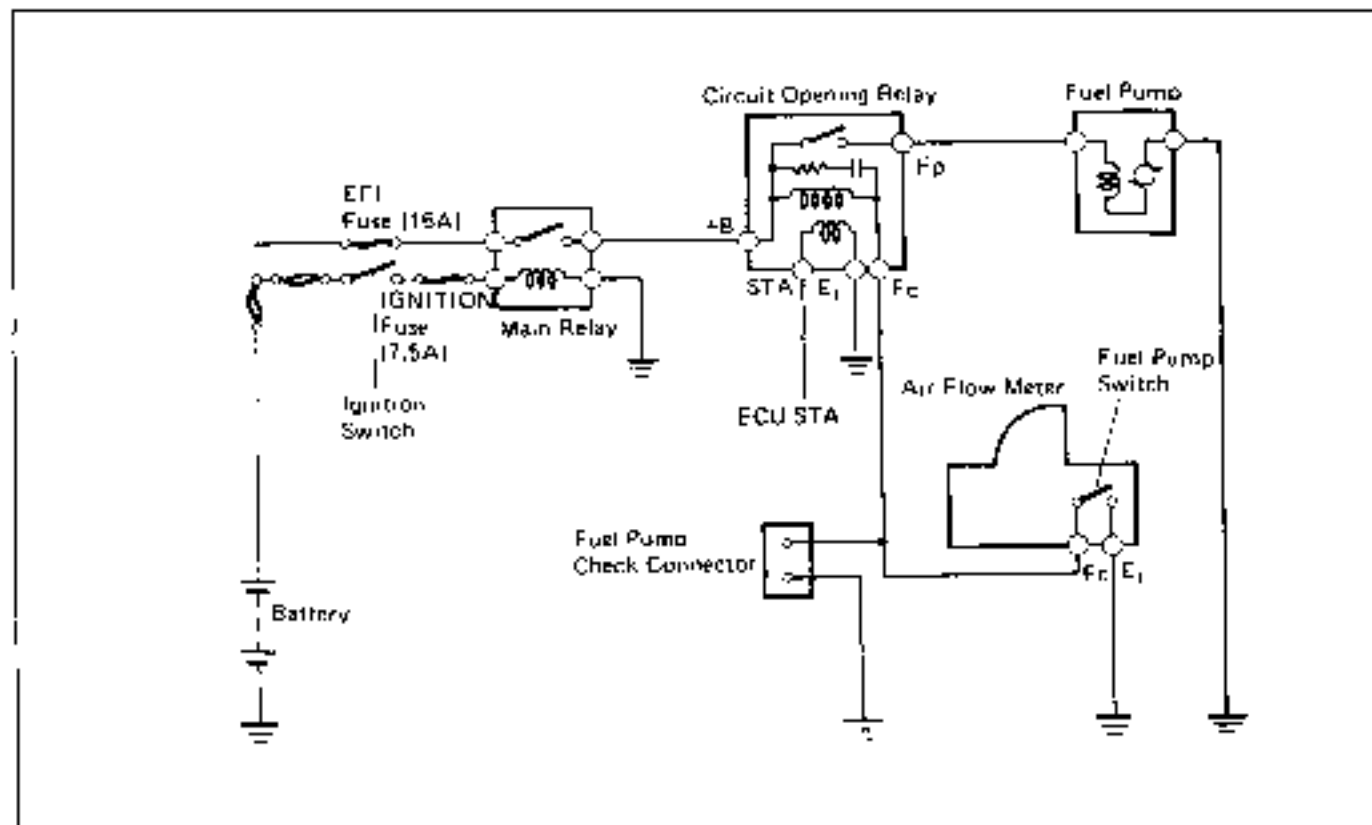 Circuit Opening Relay
Fuel Pump
Fp
EFI
Fuse (15A)
+B
STA
E1
Fc
IGNITION
Fuse
(7.5A)
Main Relay
Ignition
Switch
ECU STA
Fuel Pump
Switch
Air Flow Meter
Fuel Pump
Check Connector
Fc
E1
Battery